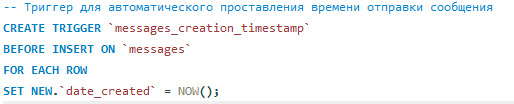 -- Триггер для автоматического проставления времени отправки сообщения
CREATE TRIGGER `messages_creation_timestamp`
BEFORE INSERT ON `messages`
FOR EACH ROW
SET NEW.`date_created` = NOW();